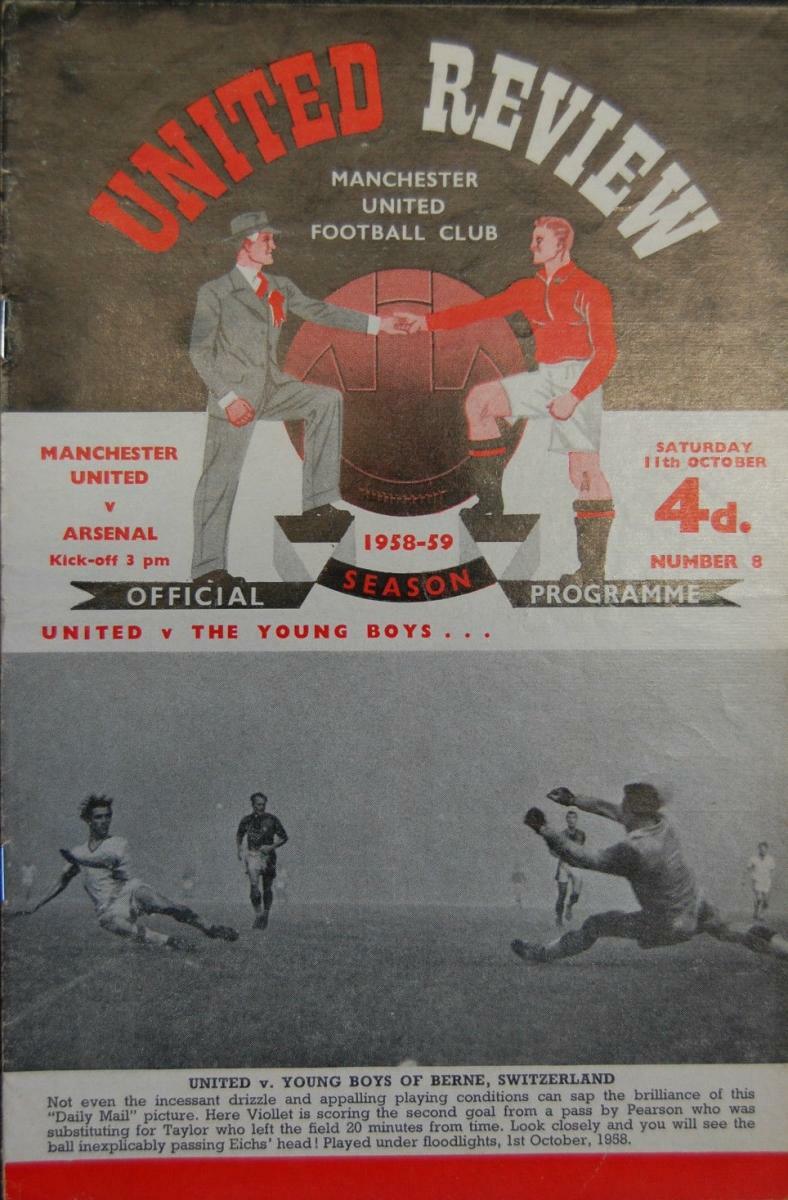 UNITED REVIEW
MANCHESTER
UNITED
FOOTBALL CLUB
MANCHESTER
UNITED
v
ARSENAL
Kick-off 3 pm
SATURDAY
11th OCTOBER
4d.
NUMBER 8
1958-59
SEASON
OFFICIAL
PROGRAMME
UNITED v THE YOUNG BOYS . . .
UNITED v. YOUNG BOYS OF BERNE, SWITZERLAND
Not even the incessant drizzle and appalling playing conditions can sap the brilliance of this
"Daily Mail" picture. Here Viollet is scoring the second goal from a pass by Pearson who was
substituting for Taylor who left the field 20 minutes from time. Look closely and you will see the
ball inexplicably passing Eichs' head! Played under floodlights, 1st October, 1958.